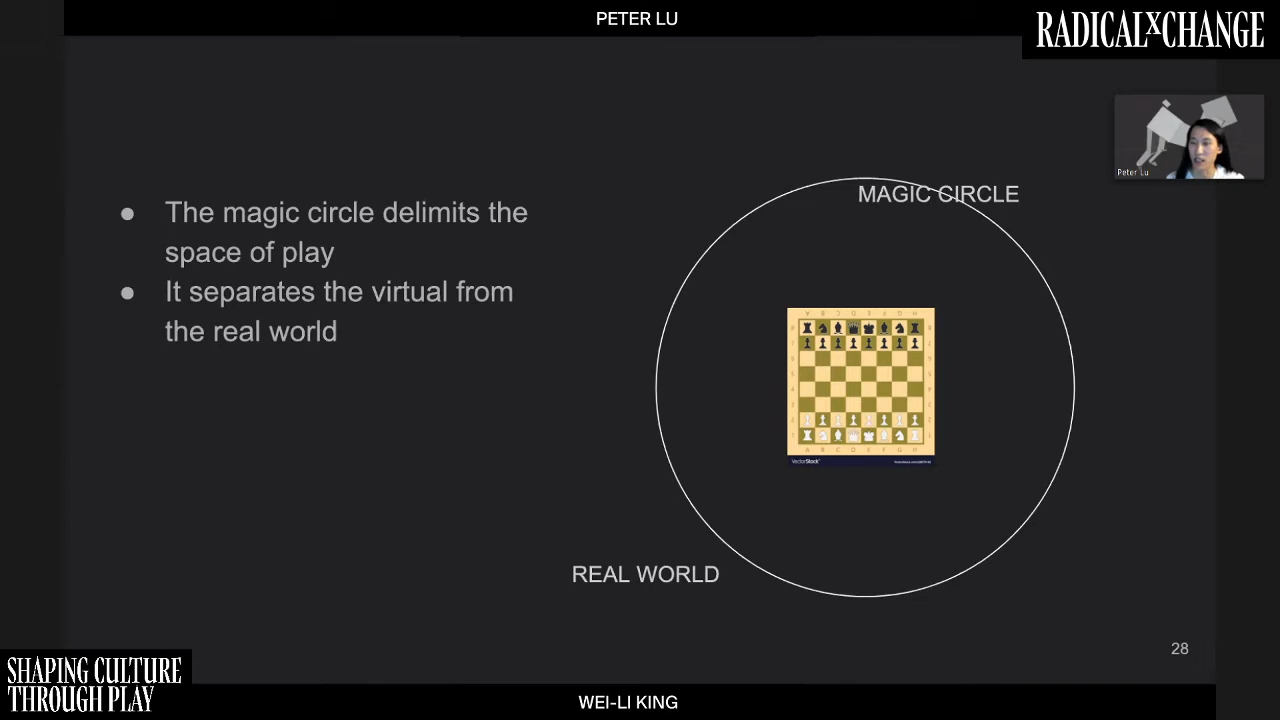 PETER LU
RADICALXCHANGE
Peter Lu
MAGIC CIRCLE
● The magic circle delimits the
space of play
● It separates the virtual from
the real world
A B C D E F G H
VectorStock
REAL WORLD
28
SHAPING CULTURE
THROUGH PLAY
WEI-LI KING